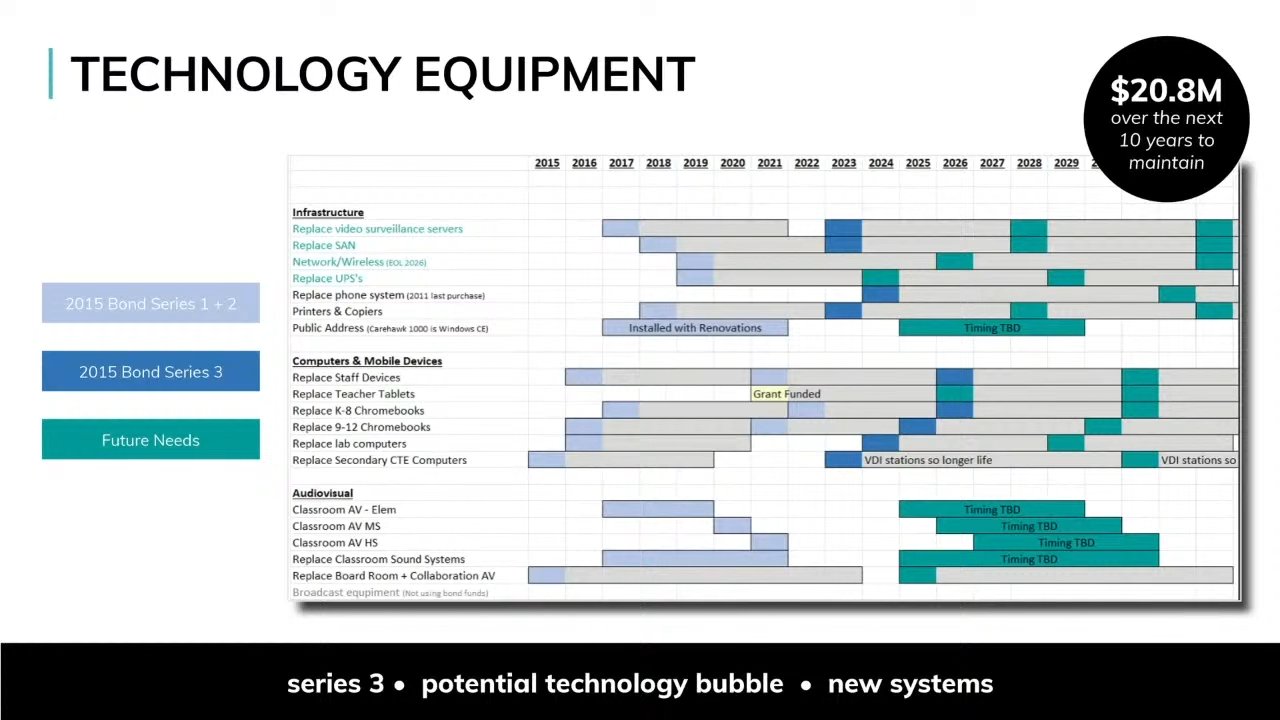 TECHNOLOGY EQUIPMENT
$20.8M
over the next
10 years to
maintain
2015 2016 2017 2018 2019 2020 2021 2022 2023 2024 2025 2026 2027 2028 2029
Infrastructure
Replace video surveillance servers
Replace SAN
Network/Wireless (EOL 2026)
Replace UPS's
Replace phone system (2011 last purchase)
Printers & Copiers
Public Address (Carehawk 1000 is Windows CE) Installed with Renovations Timing TBD
2015 Bond Series 1 + 2
2015 Bond Series 3
Future Needs
Computers & Mobile Devices
Replace Staff Devices
Replace Teacher Tablets Grant Funded
Replace K-8 Chromebooks
Replace 9-12 Chromebooks
Replace lab computers
Replace Secondary CTE Computers VDI stations so longer life VDI stations so
Audiovisual
Classroom AV - Elem Timing TBD
Classroom AV MS Timing TBD
Classroom AV HS Timing TBD
Replace Classroom Sound Systems Timing TBD
Replace Board Room + Collaboration AV
Broadcast equipment (Not using bond funds)
series 3 • potential technology bubble • new systems